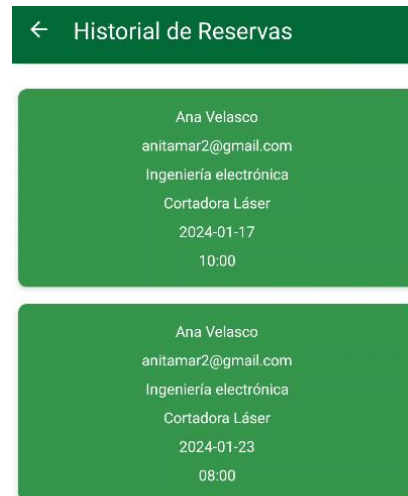 Historial de Reservas
Ana Velasco
anitamar2@gmail.com
Ingeniería electrónica
Cortadora Láser
2024-01-17
10:00
Ana Velasco
anitamar2@gmail.com
Ingeniería electrónica
Cortadora Láser
2024-01-23
08:00